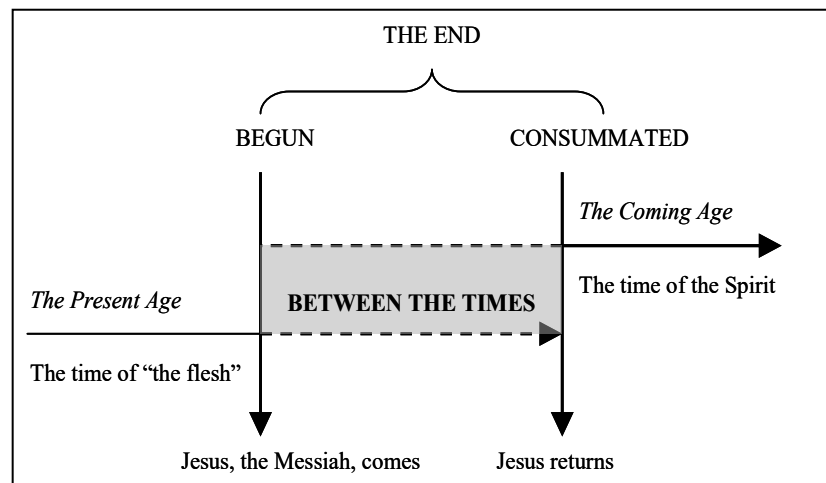 THE END
BEGUN
CONSUMMATED
The Coming Age
The time of the Spirit
BETWEEN THE TIMES
The Present Age
The time of “the flesh”
Jesus, the Messiah, comes
Jesus returns